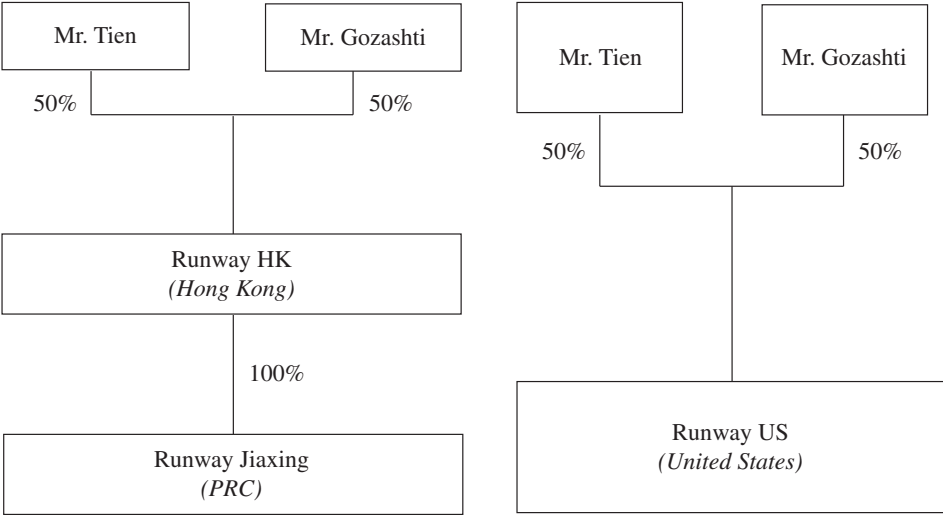 Mr. Tien
Mr. Gozashti
50%
50%
Runway HK
(Hong Kong)
100%
Runway Jiaxing
(PRC)
Mr. Tien
Mr. Gozashti
50%
50%
Runway US
(United States)